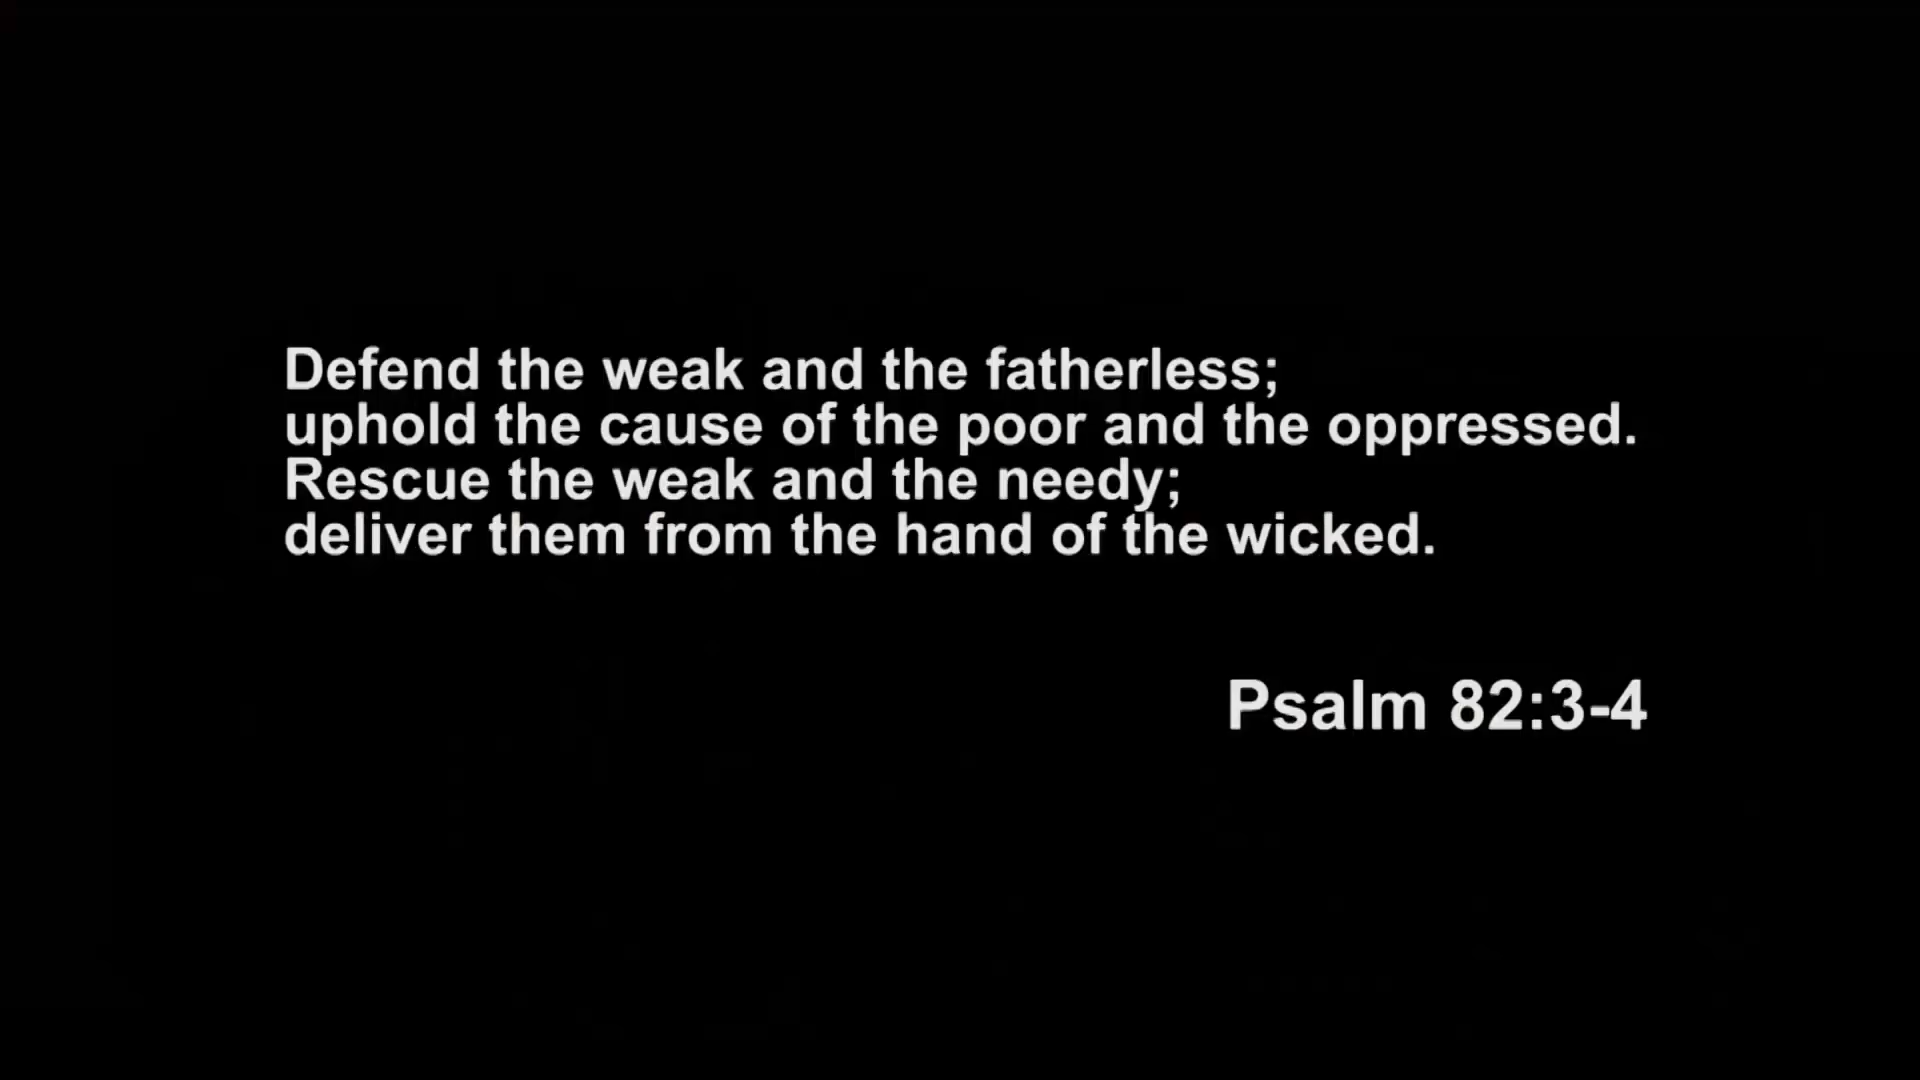 Defend the weak and the fatherless;
uphold the cause of the poor and the oppressed.
Rescue the weak and the needy;
deliver them from the hand of the wicked.
Psalm 82:3-4